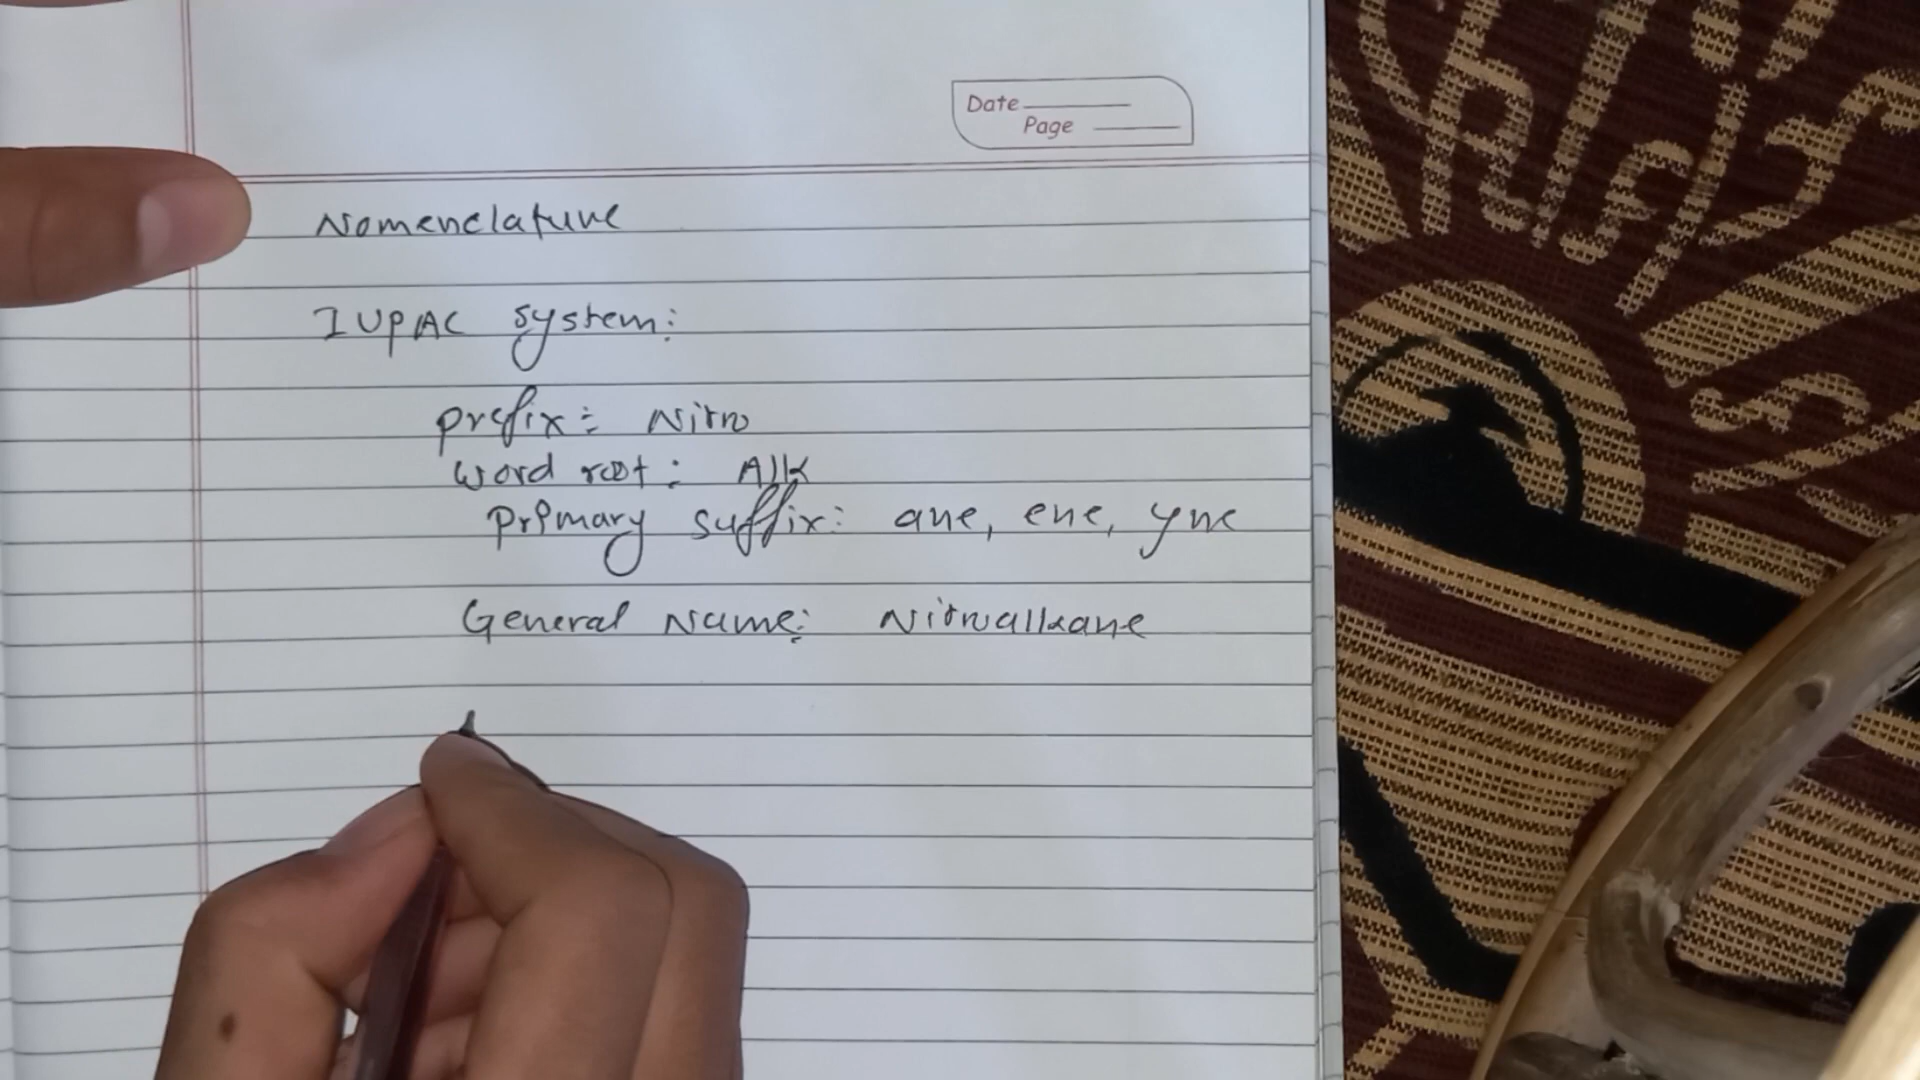 Date
Page
Nomenclature
IUPAC system:
prefix: Nitro
word root: Alk
Primary suffix: ane, ene, yne
General Name: Nitroalkane